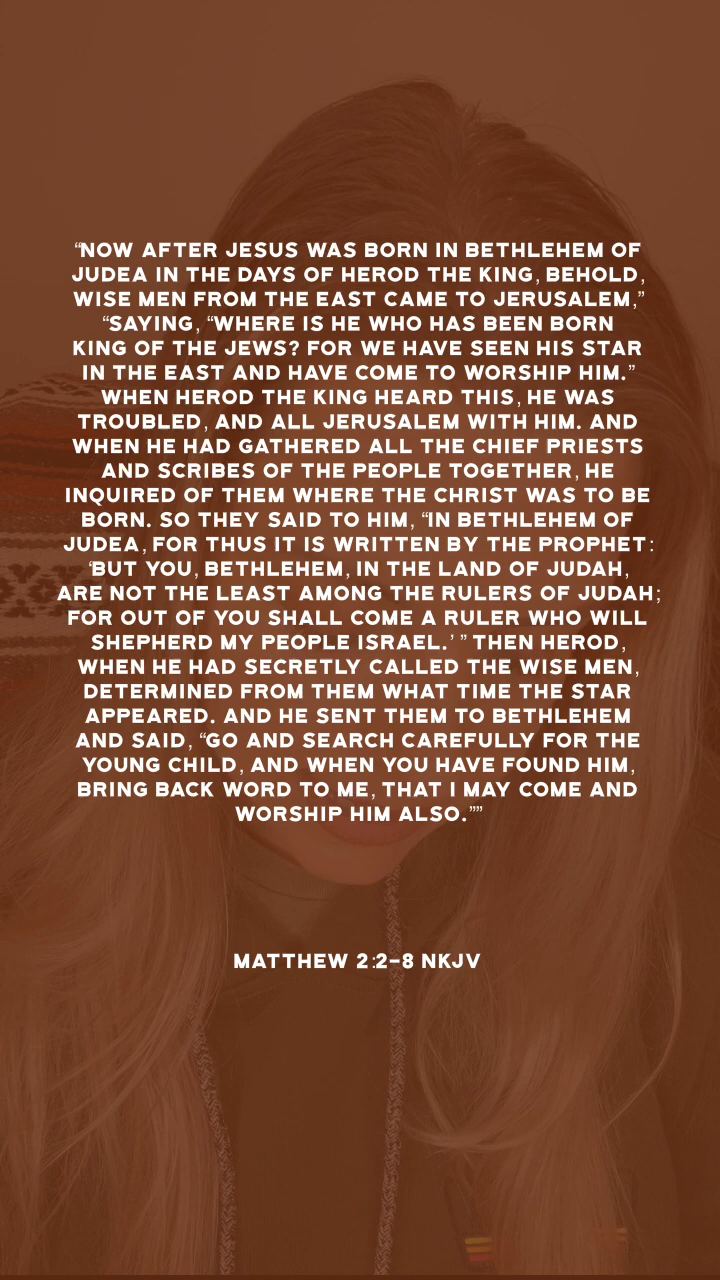 “NOW AFTER JESUS WAS BORN IN BETHLEHEM OF
JUDEA IN THE DAYS OF HEROD THE KING, BEHOLD,
WISE MEN FROM THE EAST CAME TO JERUSALEM,”
“SAYING, “WHERE IS HE WHO HAS BEEN BORN
KING OF THE JEWS? FOR WE HAVE SEEN HIS STAR
IN THE EAST AND HAVE COME TO WORSHIP HIM.”
WHEN HEROD THE KING HEARD THIS, HE WAS
TROUBLED, AND ALL JERUSALEM WITH HIM. AND
WHEN HE HAD GATHERED ALL THE CHIEF PRIESTS
AND SCRIBES OF THE PEOPLE TOGETHER, HE
INQUIRED OF THEM WHERE THE CHRIST WAS TO BE
BORN. SO THEY SAID TO HIM, “IN BETHLEHEM OF
JUDEA, FOR THUS IT IS WRITTEN BY THE PROPHET:
‘BUT YOU, BETHLEHEM, IN THE LAND OF JUDAH,
ARE NOT THE LEAST AMONG THE RULERS OF JUDAH;
FOR OUT OF YOU SHALL COME A RULER WHO WILL
SHEPHERD MY PEOPLE ISRAEL.’ ” THEN HEROD,
WHEN HE HAD SECRETLY CALLED THE WISE MEN,
DETERMINED FROM THEM WHAT TIME THE STAR
APPEARED. AND HE SENT THEM TO BETHLEHEM
AND SAID, “GO AND SEARCH CAREFULLY FOR THE
YOUNG CHILD, AND WHEN YOU HAVE FOUND HIM,
BRING BACK WORD TO ME, THAT I MAY COME AND
WORSHIP HIM ALSO.””
MATTHEW 2:2-8 NKJV